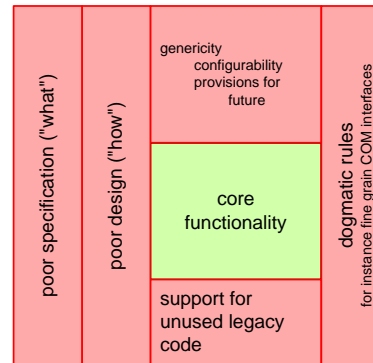 poor specification ("what")
poor design ("how")
genericity
configurability
provisions for
future
core
functionality
support for
unused legacy
code
dogmatic rules
for instance fine grain COM interfaces